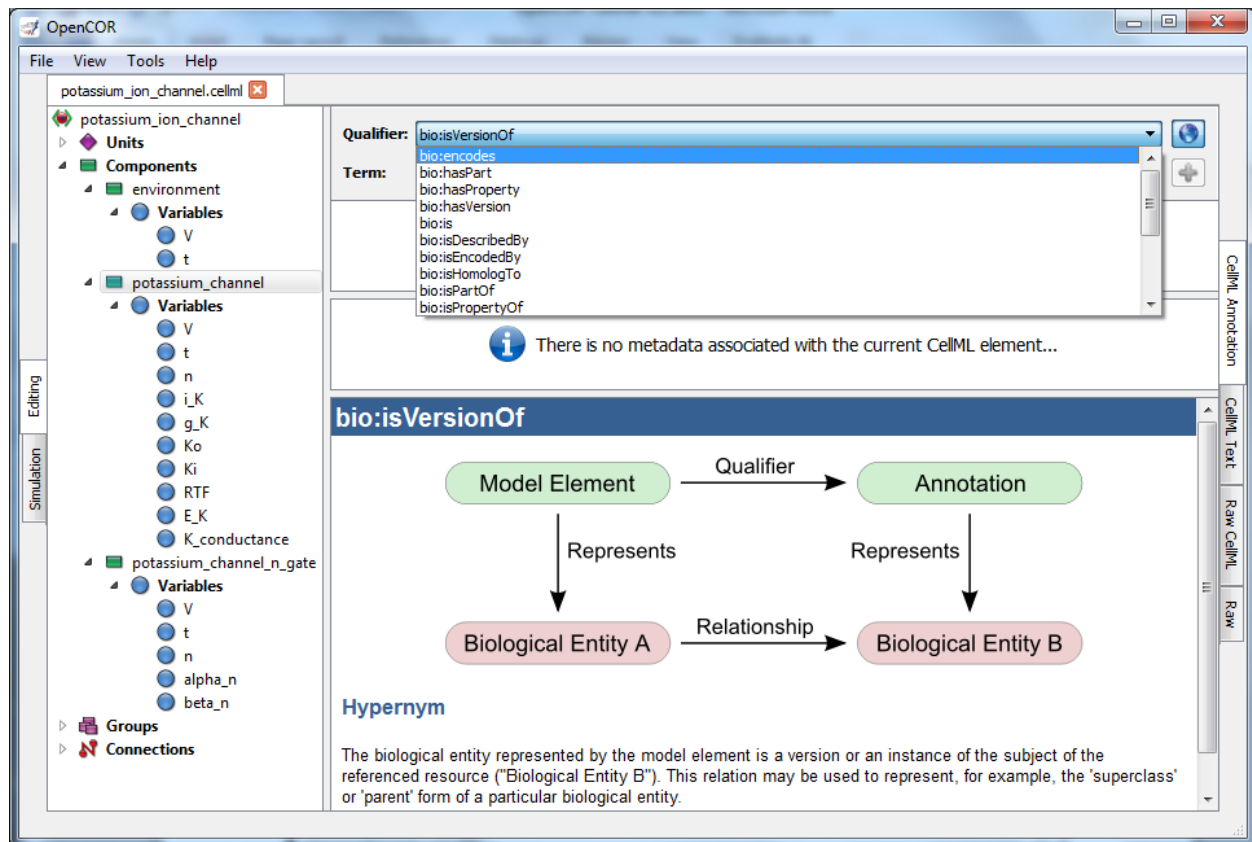 OpenCOR
File View Tools Help
potassium_ion_channel.cellml
potassium_ion_channel
Units
Components
environment
Variables
V
t
potassium_channel
Variables
V
t
n
i_K
g_K
Ko
Ki
RTF
E_K
K_conductance
potassium_channel_n_gate
Variables
V
t
n
alpha_n
beta_n
Groups
Connections
Editing
Simulation
Qualifier: bio:isVersionOf
Term:
bio:encodes
bio:hasPart
bio:hasProperty
bio:hasVersion
bio:is
bio:isDescribedBy
bio:isEncodedBy
bio:isHomologTo
bio:isPartOf
bio:isPropertyOf
There is no metadata associated with the current CellML element...
bio:isVersionOf
Model Element
Qualifier
Annotation
Represents
Represents
Biological Entity A
Relationship
Biological Entity B
Hypernym
The biological entity represented by the model element is a version or an instance of the subject of the
referenced resource ("Biological Entity B"). This relation may be used to represent, for example, the 'superclass'
or 'parent' form of a particular biological entity.
CellML Annotation
CellML Text
Raw CellML
Raw